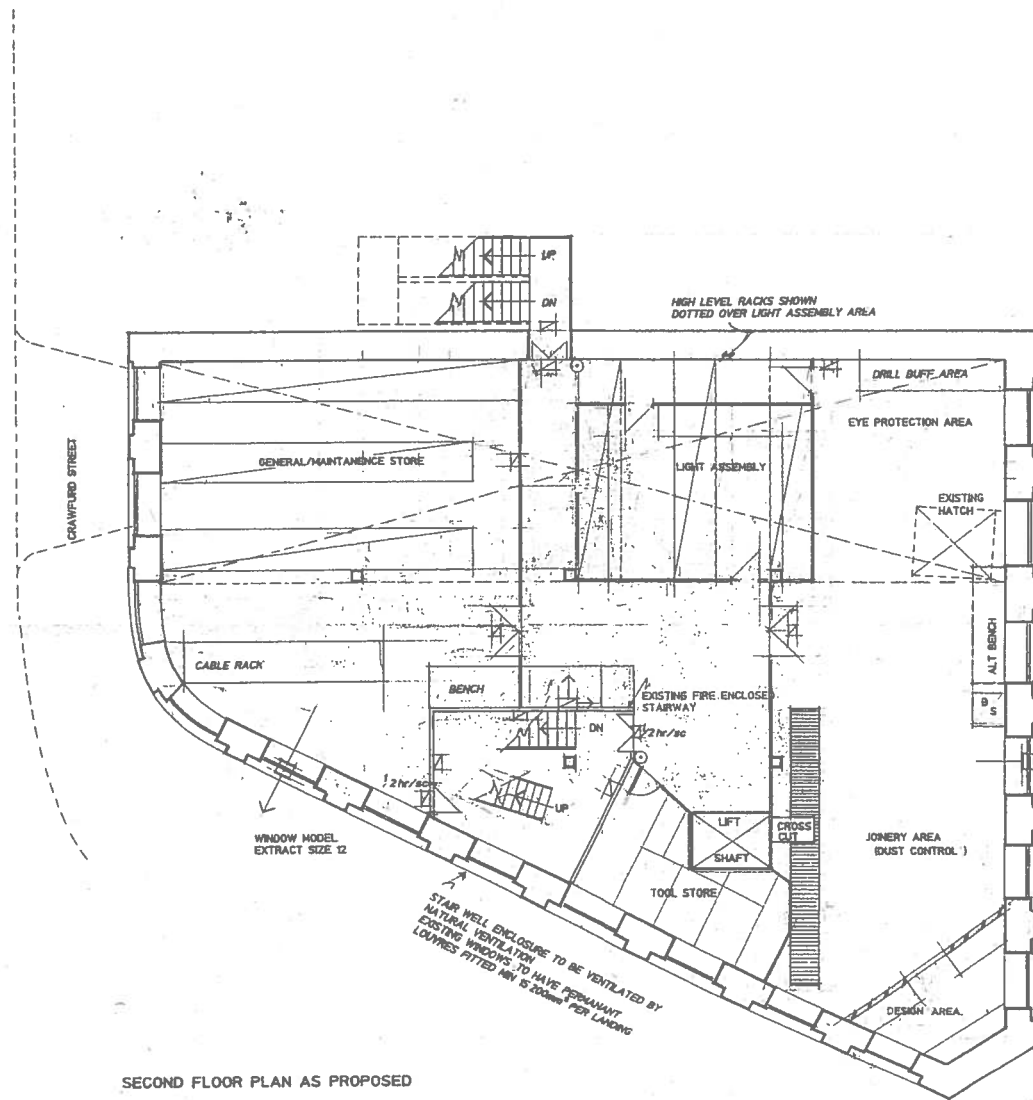 UP
DN
HIGH LEVEL RACKS SHOWN
DOTTED OVER LIGHT ASSEMBLY AREA
DRILL BUFF AREA
EYE PROTECTION AREA
CRAWFURD STREET
GENERAL/MAINTANENCE STORE
LIGHT ASSEMBLY
EXISTING
HATCH
ALT BENCH
CABLE RACK
BENCH
EXISTING FIRE ENCLOSED
STAIRWAY
DN
1/2hr/sc
1/2hr/sc
UP
WINDOW MODEL
EXTRACT SIZE 12
LIFT
SHAFT
CROSS
CUT
JOINERY AREA
(DUST CONTROL)
TOOL STORE
B
S
STAIR WELL ENCLOSURE TO BE VENTILATED BY
NATURAL VENTILATION
EXISTING WINDOWS TO HAVE PERMANANT
LOUVRES FITTED MIN 15 200mm² PER LANDING
DESIGN AREA.
SECOND FLOOR PLAN AS PROPOSED